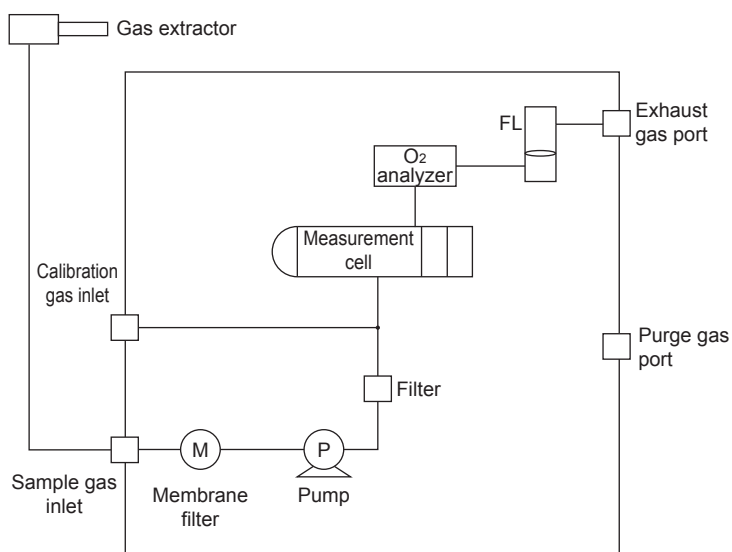 Gas extractor
FL
Exhaust
gas port
O2
analyzer
Measurement
cell
Calibration
gas inlet
Purge gas
port
Filter
M
P
Sample gas
inlet
Membrane
filter
Pump